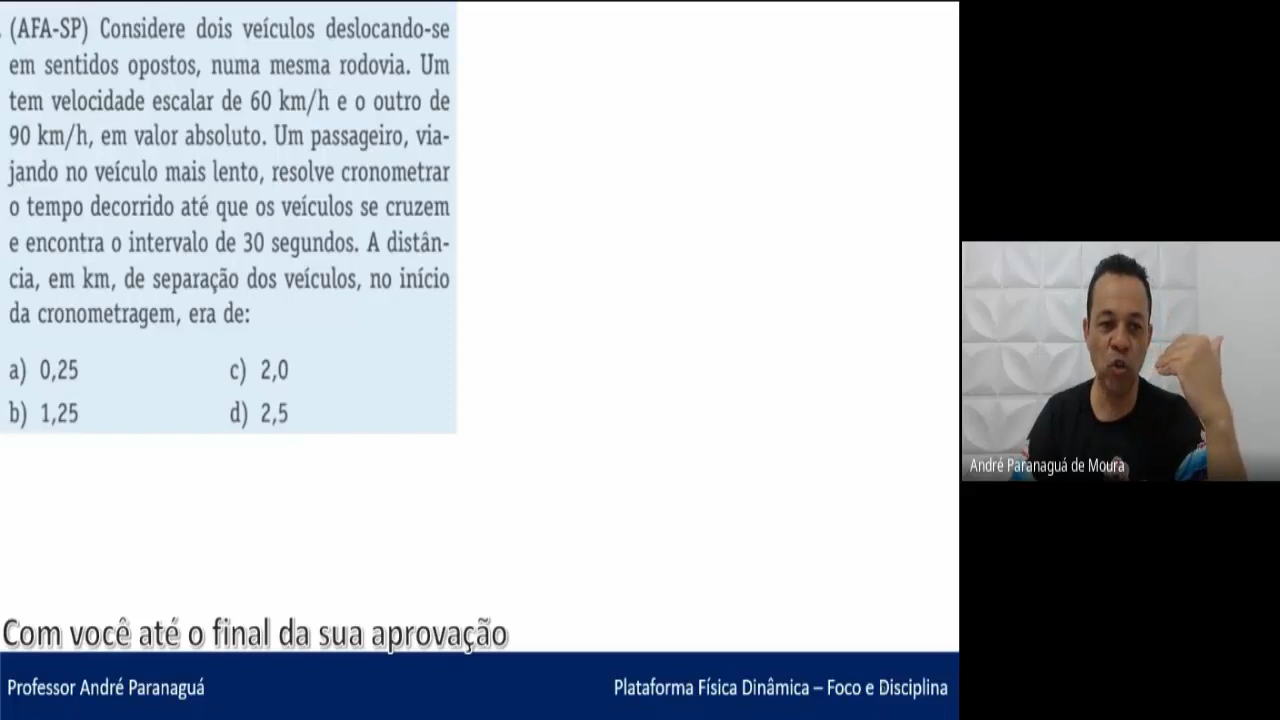 (AFA-SP) Considere dois veículos deslocando-se
em sentidos opostos, numa mesma rodovia. Um
tem velocidade escalar de 60 km/h e o outro de
90 km/h, em valor absoluto. Um passageiro, via-
jando no veículo mais lento, resolve cronometrar
o tempo decorrido até que os veículos se cruzem
e encontra o intervalo de 30 segundos. A distân-
cia, em km, de separação dos veículos, no início
da cronometragem, era de:
a) 0,25 c) 2,0
b) 1,25 d) 2,5
André Paranaguá de Moura
Com você até o final da sua aprovação
Professor André Paranaguá Plataforma Física Dinâmica – Foco e Disciplina